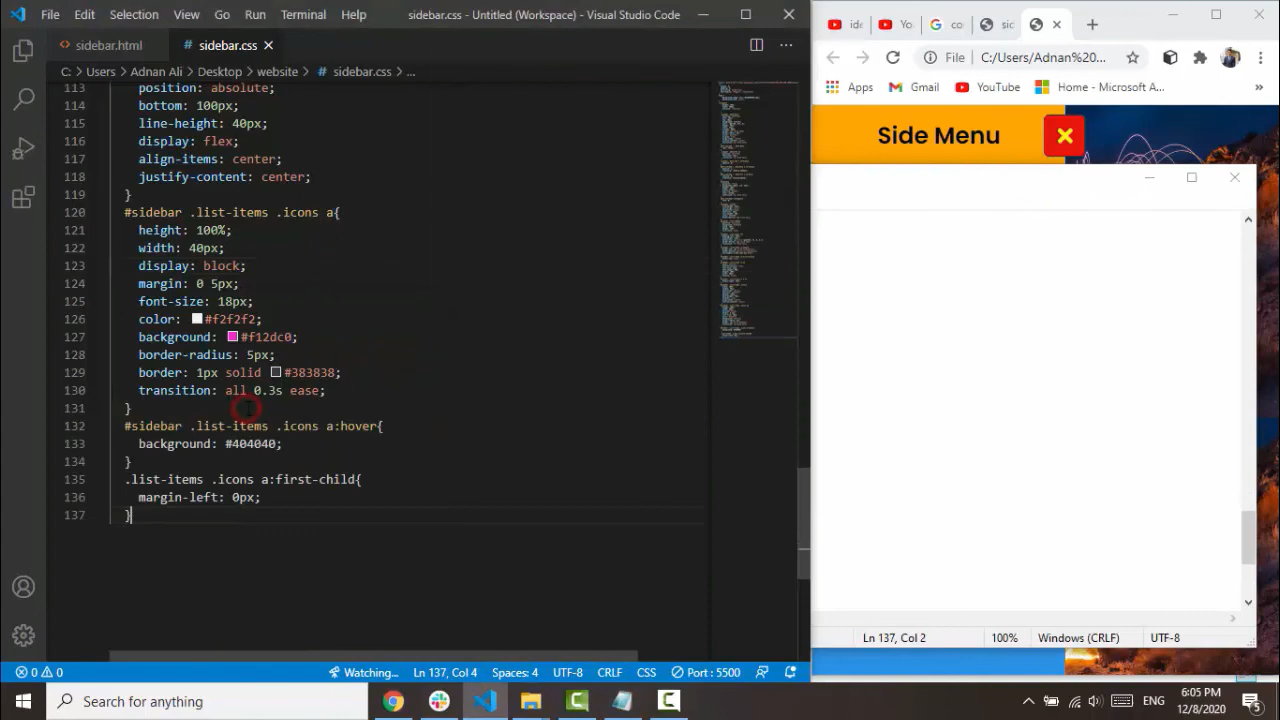 File Edit Selection View Go Run Terminal Help sidebar.css - Untitled (Workspace) - Visual Studio Code
sidebar.html # sidebar.css
C: > Users > Adnan Ali > Desktop > website > # sidebar.css > ...
113 position: absolute;
114 bottom: 100px;
115 line-height: 40px;
116 display: flex;
117 align-items: center;
118 justify-content: center;
119 }
120 #sidebar .list-items .icons a{
121 height: 100%;
122 width: 40px;
123 display: block;
124 margin: 0 5px;
125 font-size: 18px;
126 color: #f2f2f2;
127 background: #f12dc0;
128 border-radius: 5px;
129 border: 1px solid #383838;
130 transition: all 0.3s ease;
131 }
132 #sidebar .list-items .icons a:hover{
133 background: #404040;
134 }
135 .list-items .icons a:first-child{
136 margin-left: 0px;
137 }
0 0 Watching... Ln 137, Col 4 Spaces: 4 UTF-8 CRLF CSS Port : 5500
ide Yo co sic
File C:/Users/Adnan%20...
Apps Gmail YouTube Home - Microsoft A... »
Side Menu
Ln 137, Col 2 100% Windows (CRLF) UTF-8
Search for anything
ENG 6:05 PM
12/8/2020 5